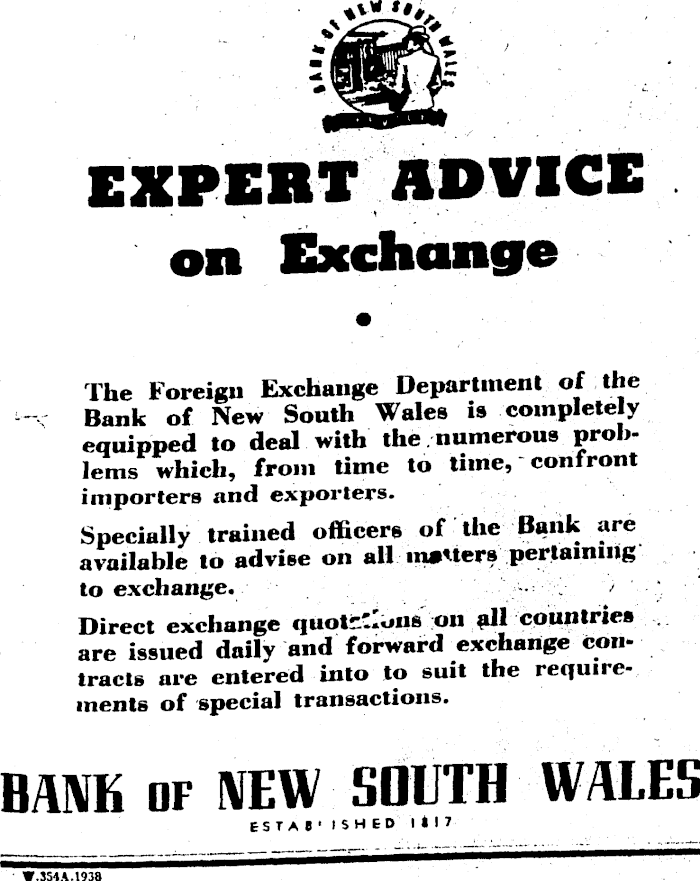 BANK OF NEW SOUTH WALES
EXPERT ADVICE
on Exchange
The Foreign Exchange Department of the
Bank of New South Wales is completely
equipped to deal with the numerous prob-
lems which, from time to time, confront
importers and exporters.
Specially trained officers of the Bank are
available to advise on all matters pertaining
to exchange.
Direct exchange quotations on all countries
are issued daily and forward exchange con-
tracts are entered into to suit the require-
ments of special transactions.
BANK OF NEW SOUTH WALES
ESTABLISHED 1817
W.354A.1938